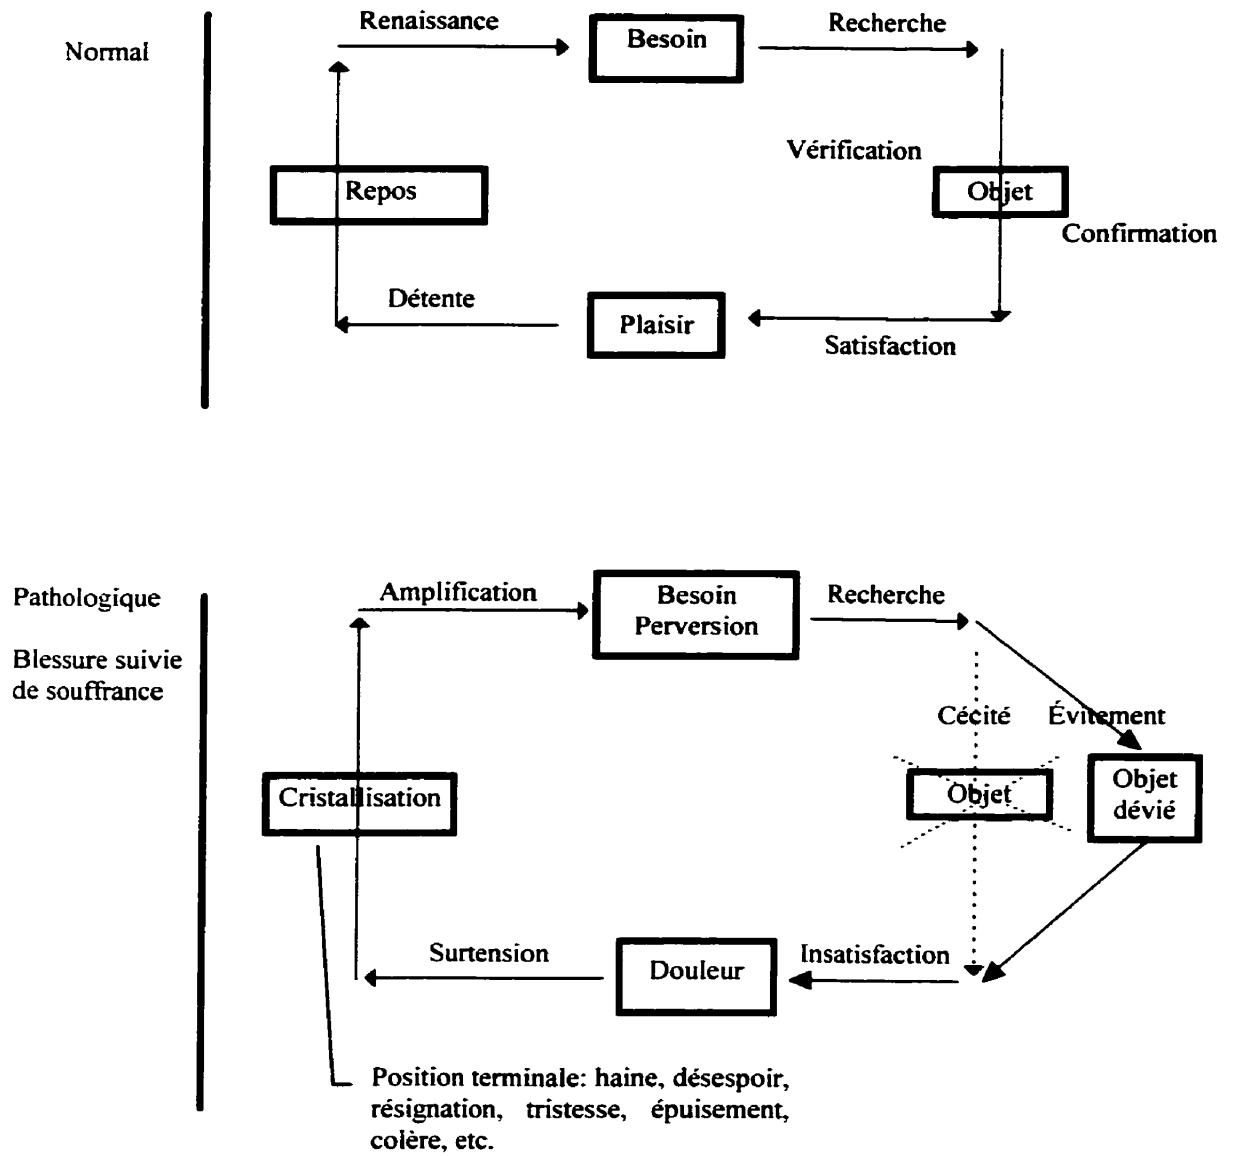 Normal
Renaissance
Besoin
Recherche
Vérification
Repos
Objet
Confirmation
Détente
Plaisir
Satisfaction
Pathologique
Blessure suivie
de souffrance
Amplification
Besoin
Perversion
Recherche
Cécité
Évitement
Cristallisation
Objet
Objet
dévié
Surtension
Douleur
Insatisfaction
Position terminale: haine, désespoir,
résignation, tristesse, épuisement,
colère, etc.